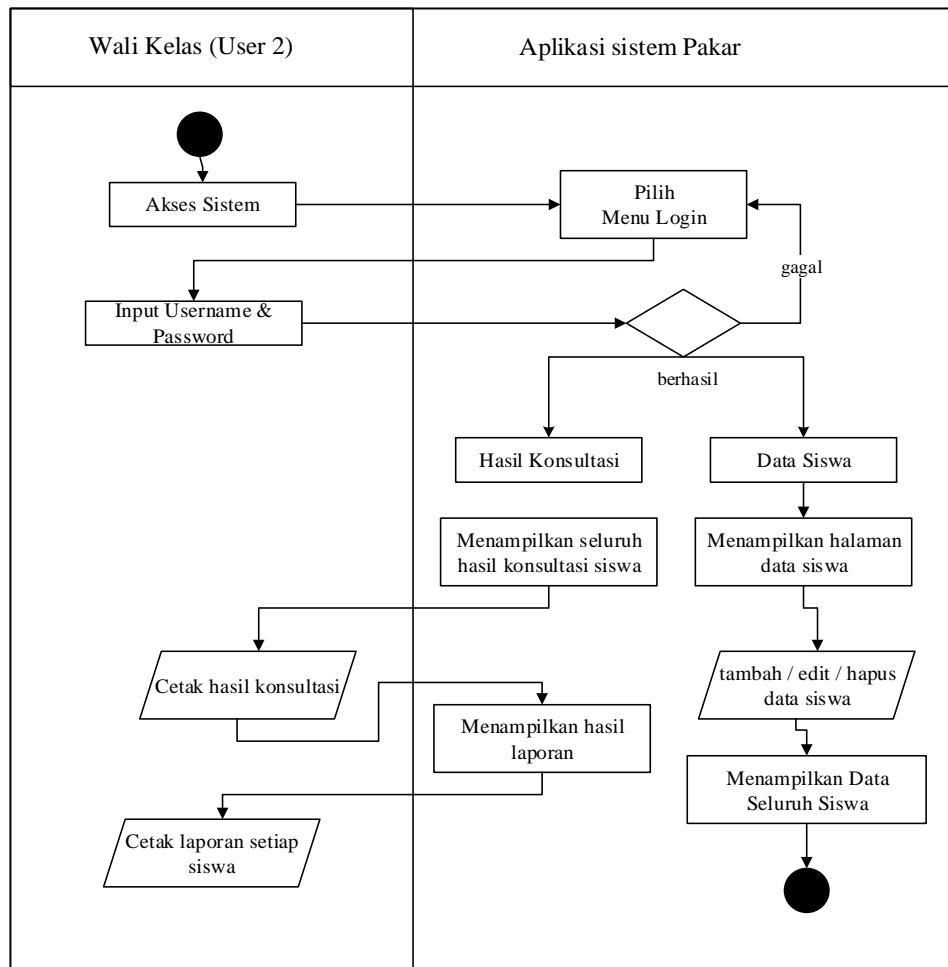 Wali Kelas (User 2)
Aplikasi sistem Pakar
Akses Sistem
Pilih
Menu Login
gagal
Input Username &
Password
berhasil
Hasil Konsultasi
Data Siswa
Menampilkan seluruh
hasil konsultasi siswa
Menampilkan halaman
data siswa
Cetak hasil konsultasi
tambah / edit / hapus
data siswa
Menampilkan hasil
laporan
Menampilkan Data
Seluruh Siswa
Cetak laporan setiap
siswa